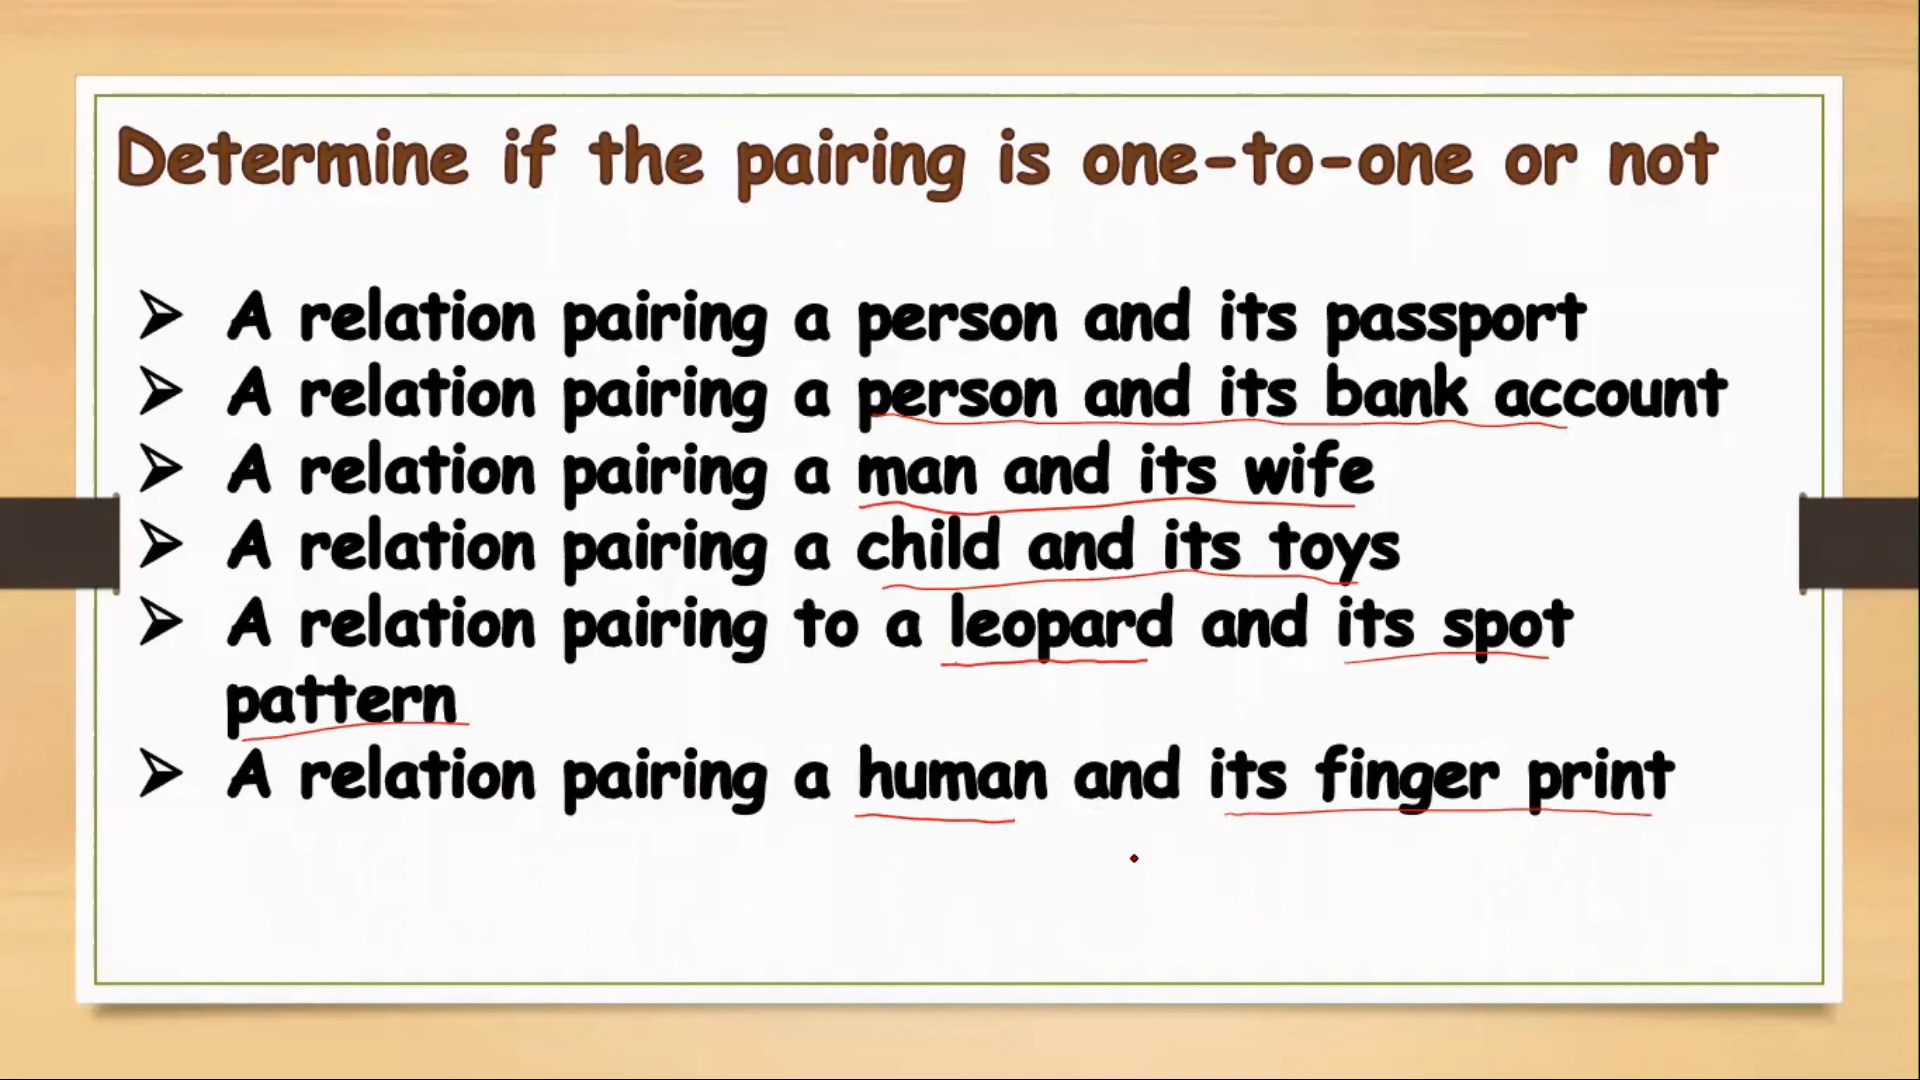 Determine if the pairing is one-to-one or not
A relation pairing a person and its passport
A relation pairing a person and its bank account
A relation pairing a man and its wife
A relation pairing a child and its toys
A relation pairing to a leopard and its spot
pattern
A relation pairing a human and its finger print